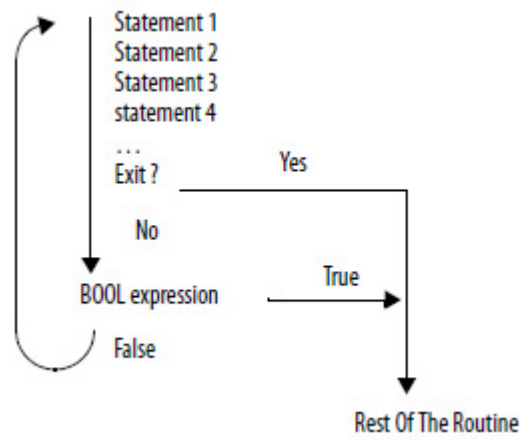 Statement 1
Statement 2
Statement 3
statement 4
...
Exit ?
Yes
No
BOOL expression
True
False
Rest Of The Routine